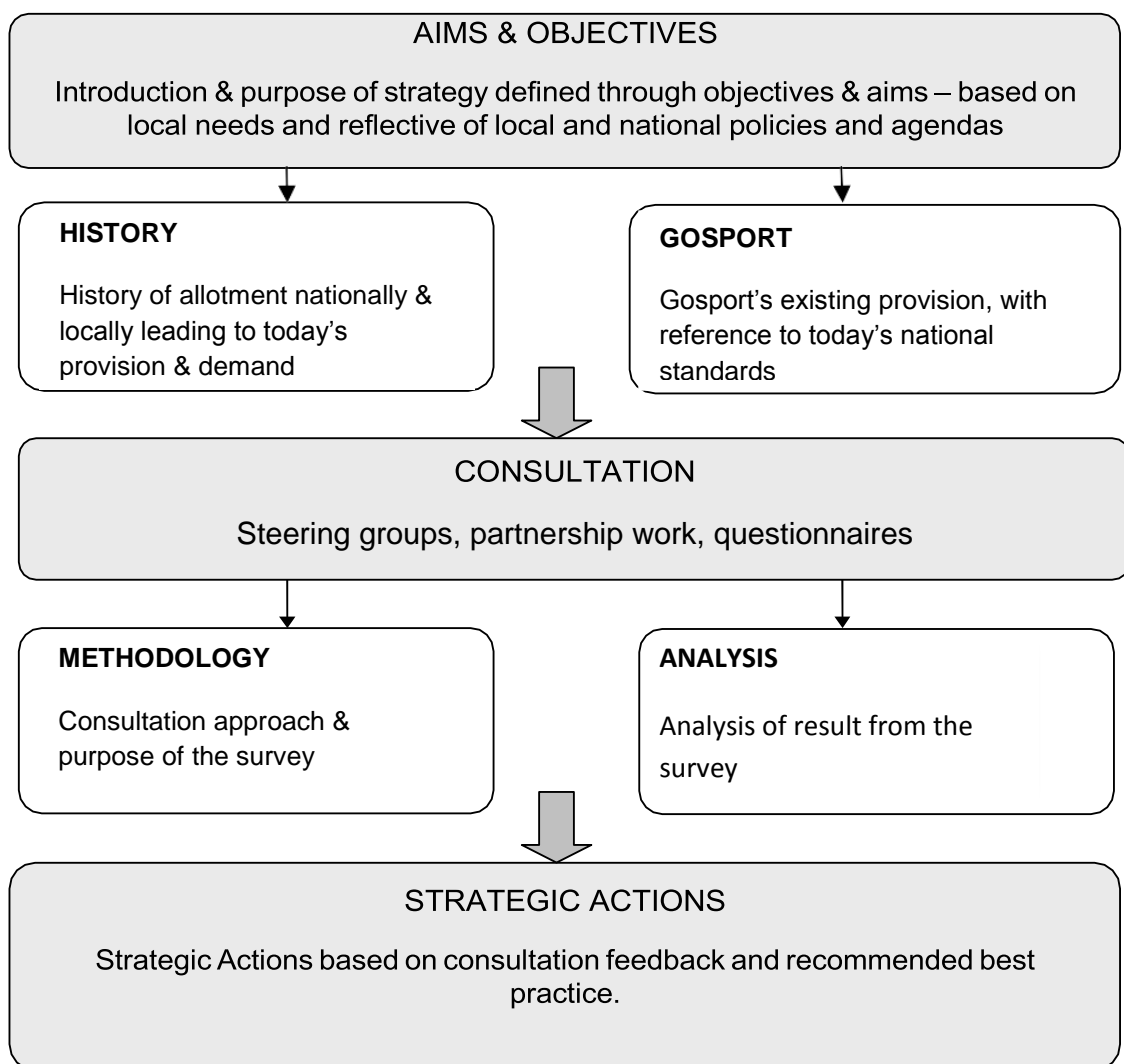 AIMS & OBJECTIVES
Introduction & purpose of strategy defined through objectives & aims – based on
local needs and reflective of local and national policies and agendas
HISTORY
History of allotment nationally &
locally leading to today’s
provision & demand
GOSPORT
Gosport’s existing provision, with
reference to today’s national
standards
CONSULTATION
Steering groups, partnership work, questionnaires
METHODOLOGY
Consultation approach &
purpose of the survey
ANALYSIS
Analysis of result from the
survey
STRATEGIC ACTIONS
Strategic Actions based on consultation feedback and recommended best
practice.